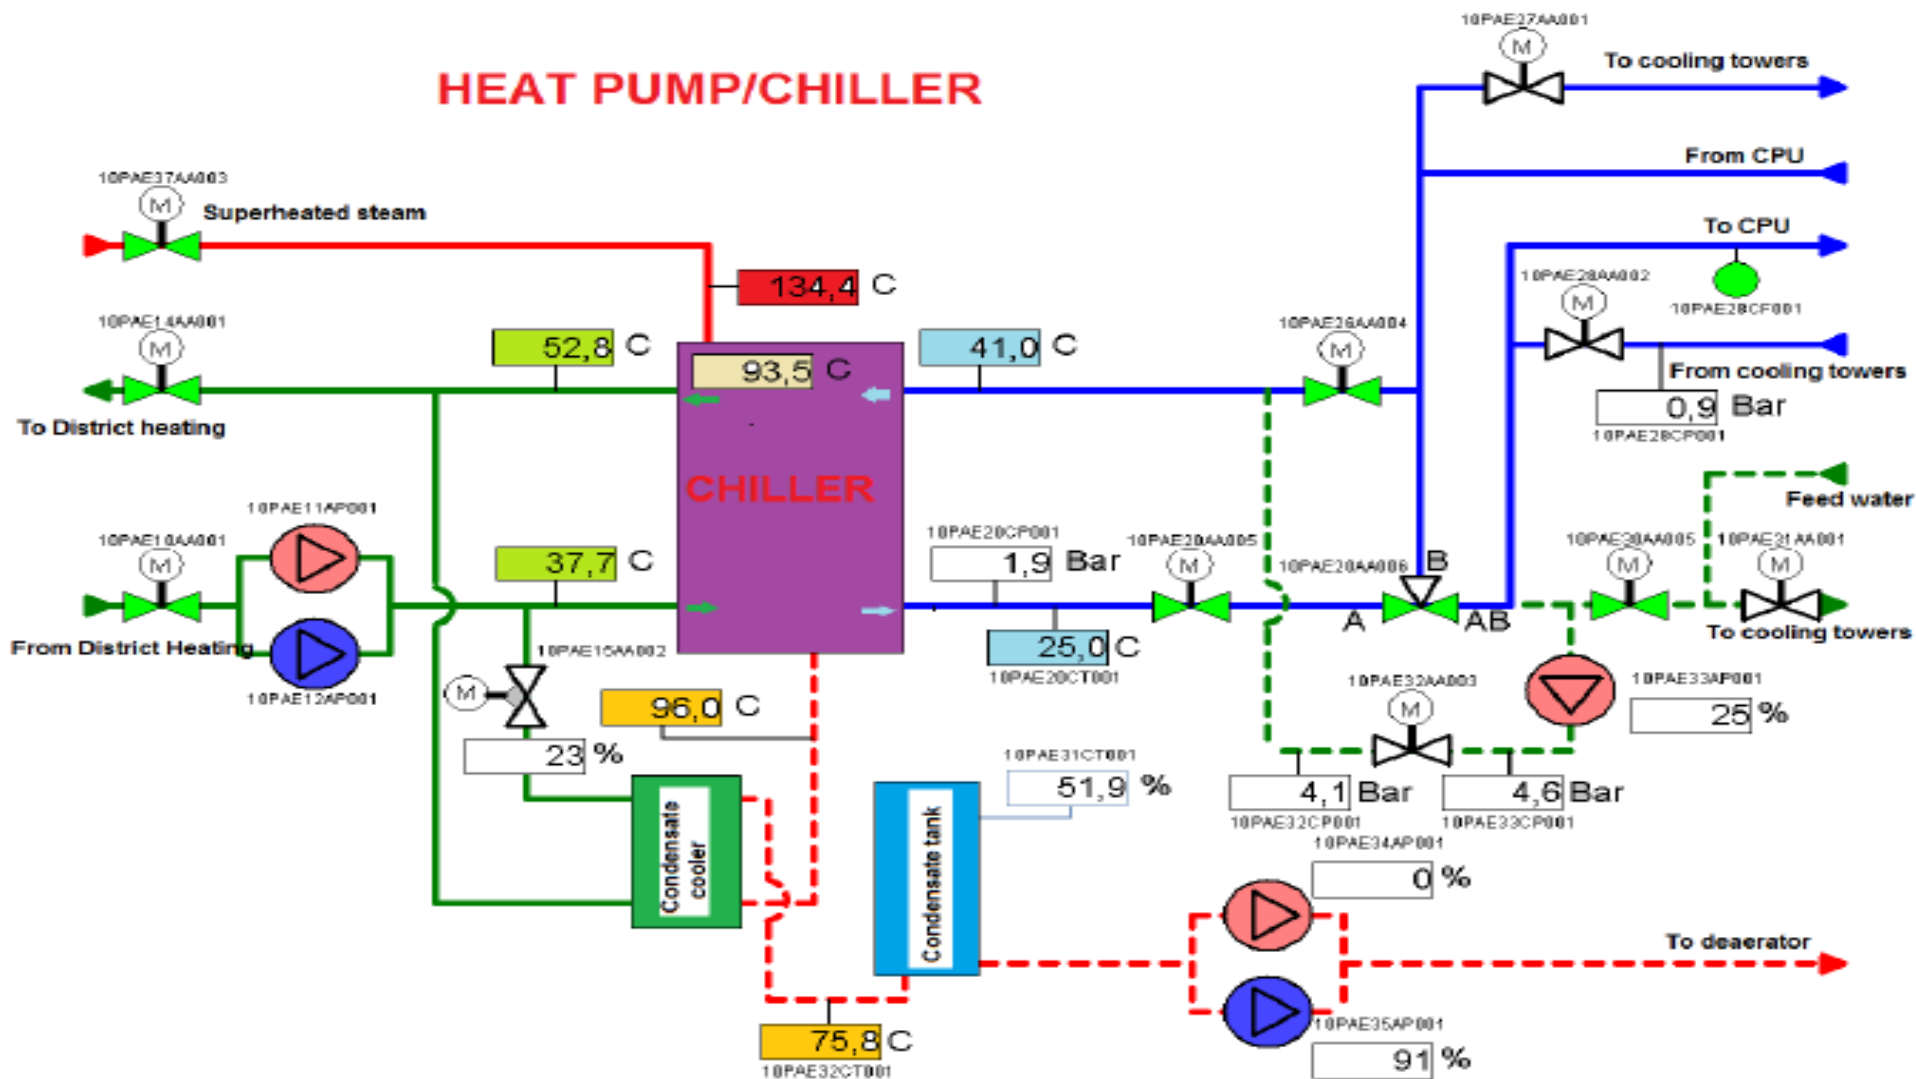 10PAE27AA001
M
To cooling towers
HEAT PUMP/CHILLER
From CPU
10PAE37AA003
M
Superheated steam
To CPU
134,4 C
10PAE28AA002
M
10PAE28CF001
10PAE14AA001
M
52,8 C
93,5 C
41,0 C
10PAE26AA004
M
From cooling towers
0,9 Bar
10PAE28CP001
To District heating
CHILLER
Feed water
10PAE11AP001
10PAE10AA001
M
37,7 C
10PAE20CP001
1,9 Bar
10PAE20AA005
M
10PAE20AA006
B
A
AB
10PAE30AA005
M
10PAE31AA001
M
To cooling towers
From District Heating
10PAE12AP001
10PAE15AA002
M
23 %
25,0 C
10PAE20CT001
96,0 C
10PAE32AA003
M
10PAE33AP001
25 %
10PAE31CT001
51,9 %
4,1 Bar
10PAE32CP001
4,6 Bar
10PAE33CP001
Condensate
cooler
Condensate tank
10PAE34AP001
0 %
To deaerator
75,8 C
10PAE32CT001
10PAE35AP001
91 %